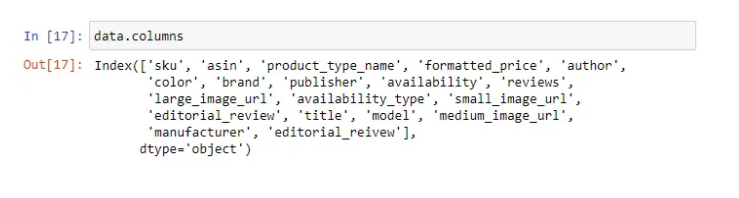 In [17]: data.columns
Out[17]: Index(['sku', 'asin', 'product_type_name', 'formatted_price', 'author',
'color', 'brand', 'publisher', 'availability', 'reviews',
'large_image_url', 'availability_type', 'small_image_url',
'editorial_review', 'title', 'model', 'medium_image_url',
'manufacturer', 'editorial_reivew'],
dtype='object')